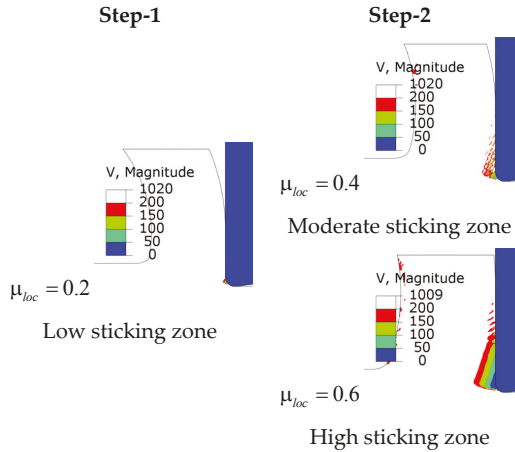 Step-1
V, Magnitude
1020
200
150
100
50
0
μloc = 0.2
Low sticking zone
Step-2
V, Magnitude
1020
200
150
100
50
0
μloc = 0.4
Moderate sticking zone
V, Magnitude
1009
200
150
100
50
0
μloc = 0.6
High sticking zone